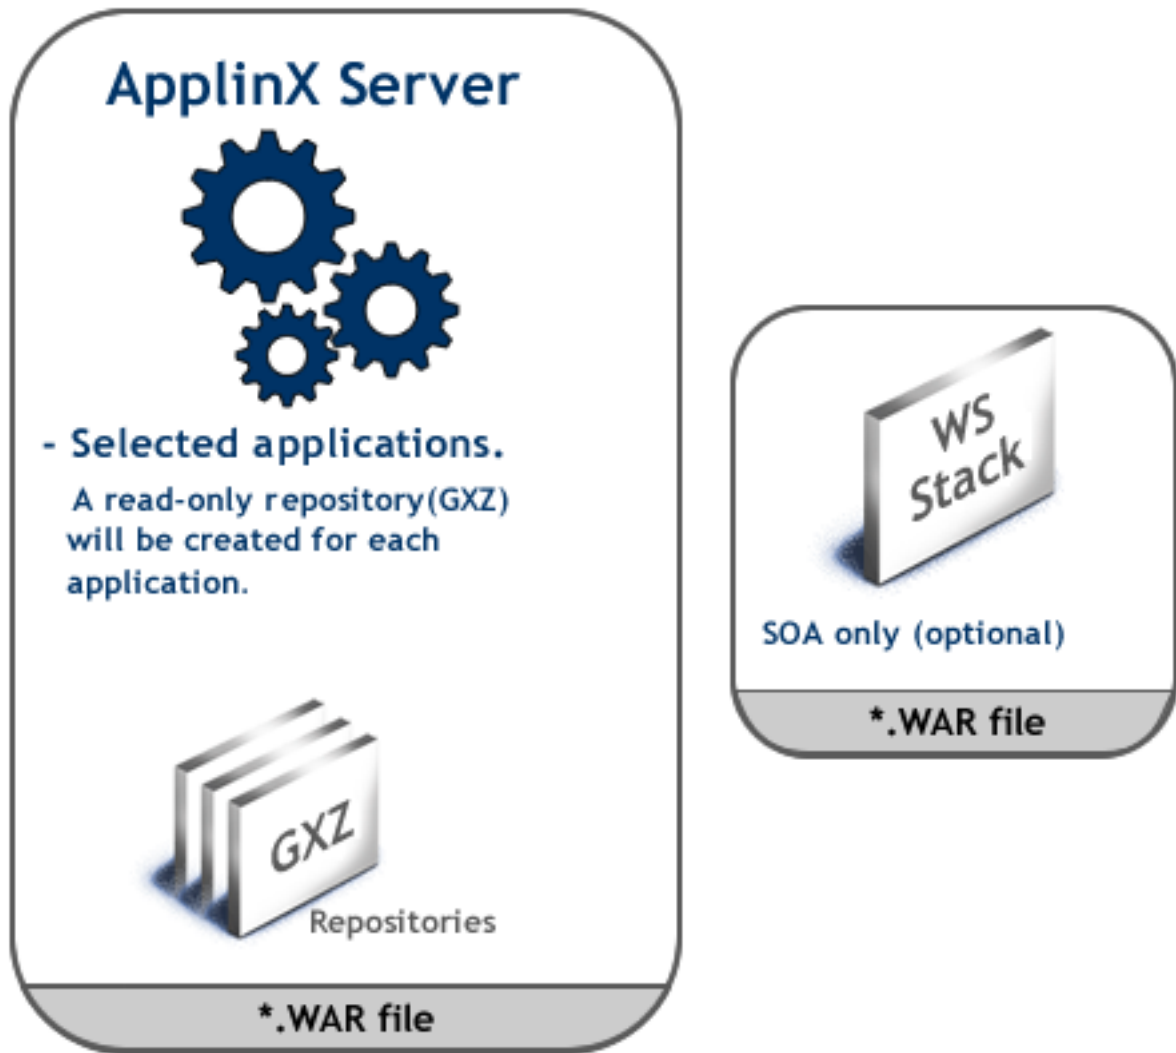 ApplinX Server
- Selected applications.
A read-only repository(GXZ)
will be created for each
application.
GXZ
Repositories
*.WAR file
WS
Stack
SOA only (optional)
*.WAR file